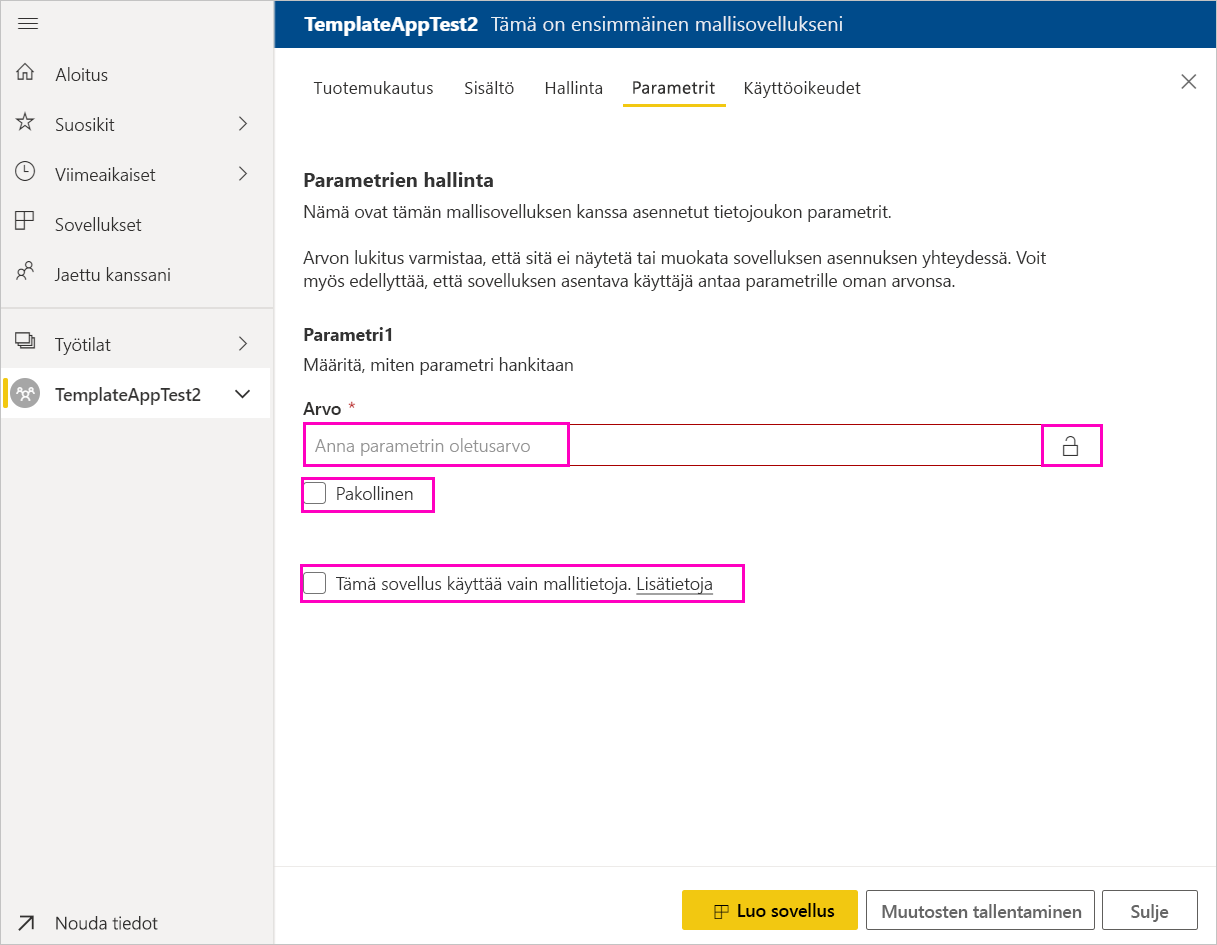 TemplateAppTest2 Tämä on ensimmäinen mallisovellukseni
Aloitus
Suosikit
Viimeaikaiset
Sovellukset
Jaettu kanssani
Työtilat
TemplateAppTest2
Nouda tiedot
Tuotemukautus Sisältö Hallinta Parametrit Käyttöoikeudet
Parametrien hallinta
Nämä ovat tämän mallisovelluksen kanssa asennetut tietojoukon parametrit.
Arvon lukitus varmistaa, että sitä ei näytetä tai muokata sovelluksen asennuksen yhteydessä. Voit
myös edellyttää, että sovelluksen asentava käyttäjä antaa parametrille oman arvonsa.
Parametri1
Määritä, miten parametri hankitaan
Arvo *
Anna parametrin oletusarvo
Pakollinen
Tämä sovellus käyttää vain mallitietoja. Lisätietoja
Luo sovellus Muutosten tallentaminen Sulje